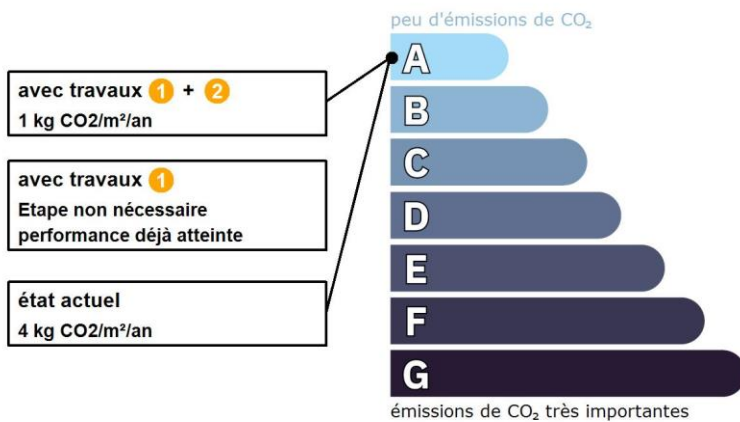 peu d'émissions de CO₂
A
B
C
D
E
F
G
émissions de CO₂ très importantes
avec travaux 1 + 2
1 kg CO2/m²/an
avec travaux 1
Etape non nécessaire
performance déjà atteinte
état actuel
4 kg CO2/m²/an